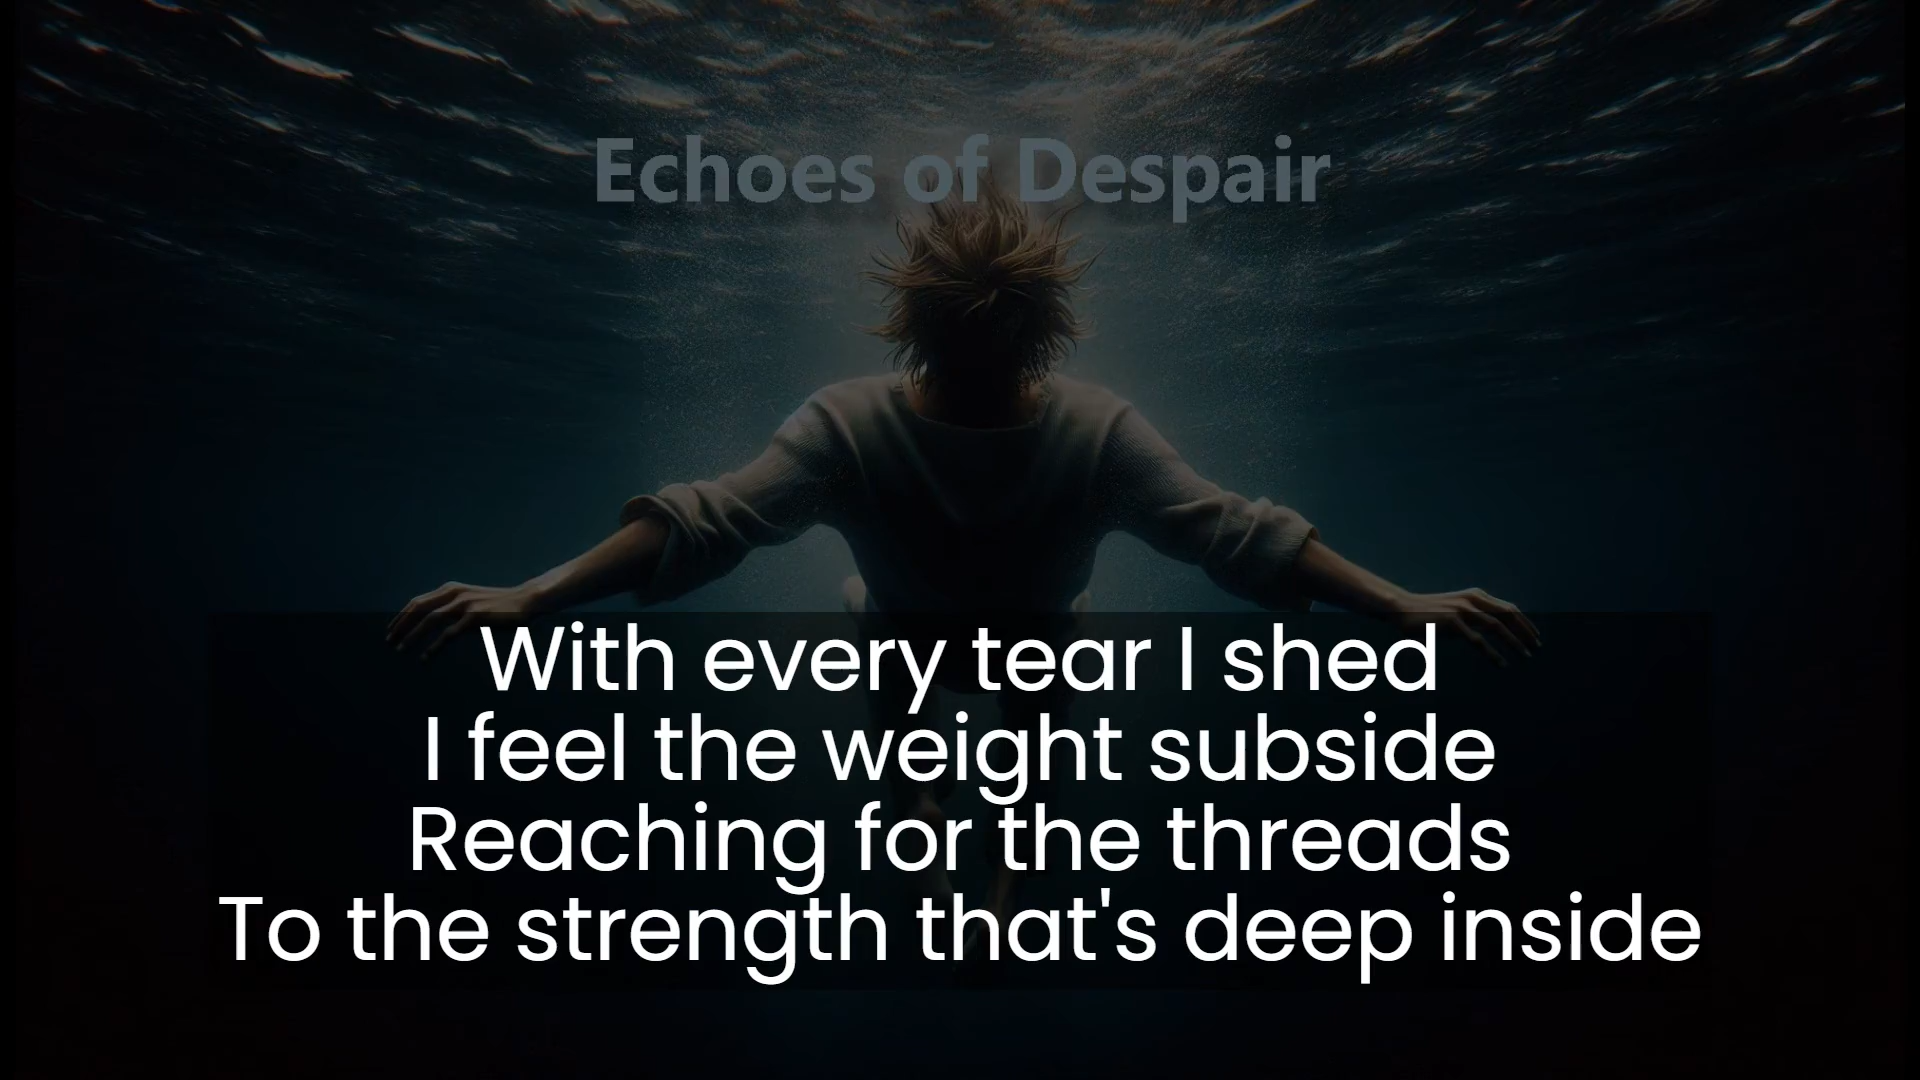 Echoes of Despair
With every tear I shed
I feel the weight subside
Reaching for the threads
To the strength that's deep inside